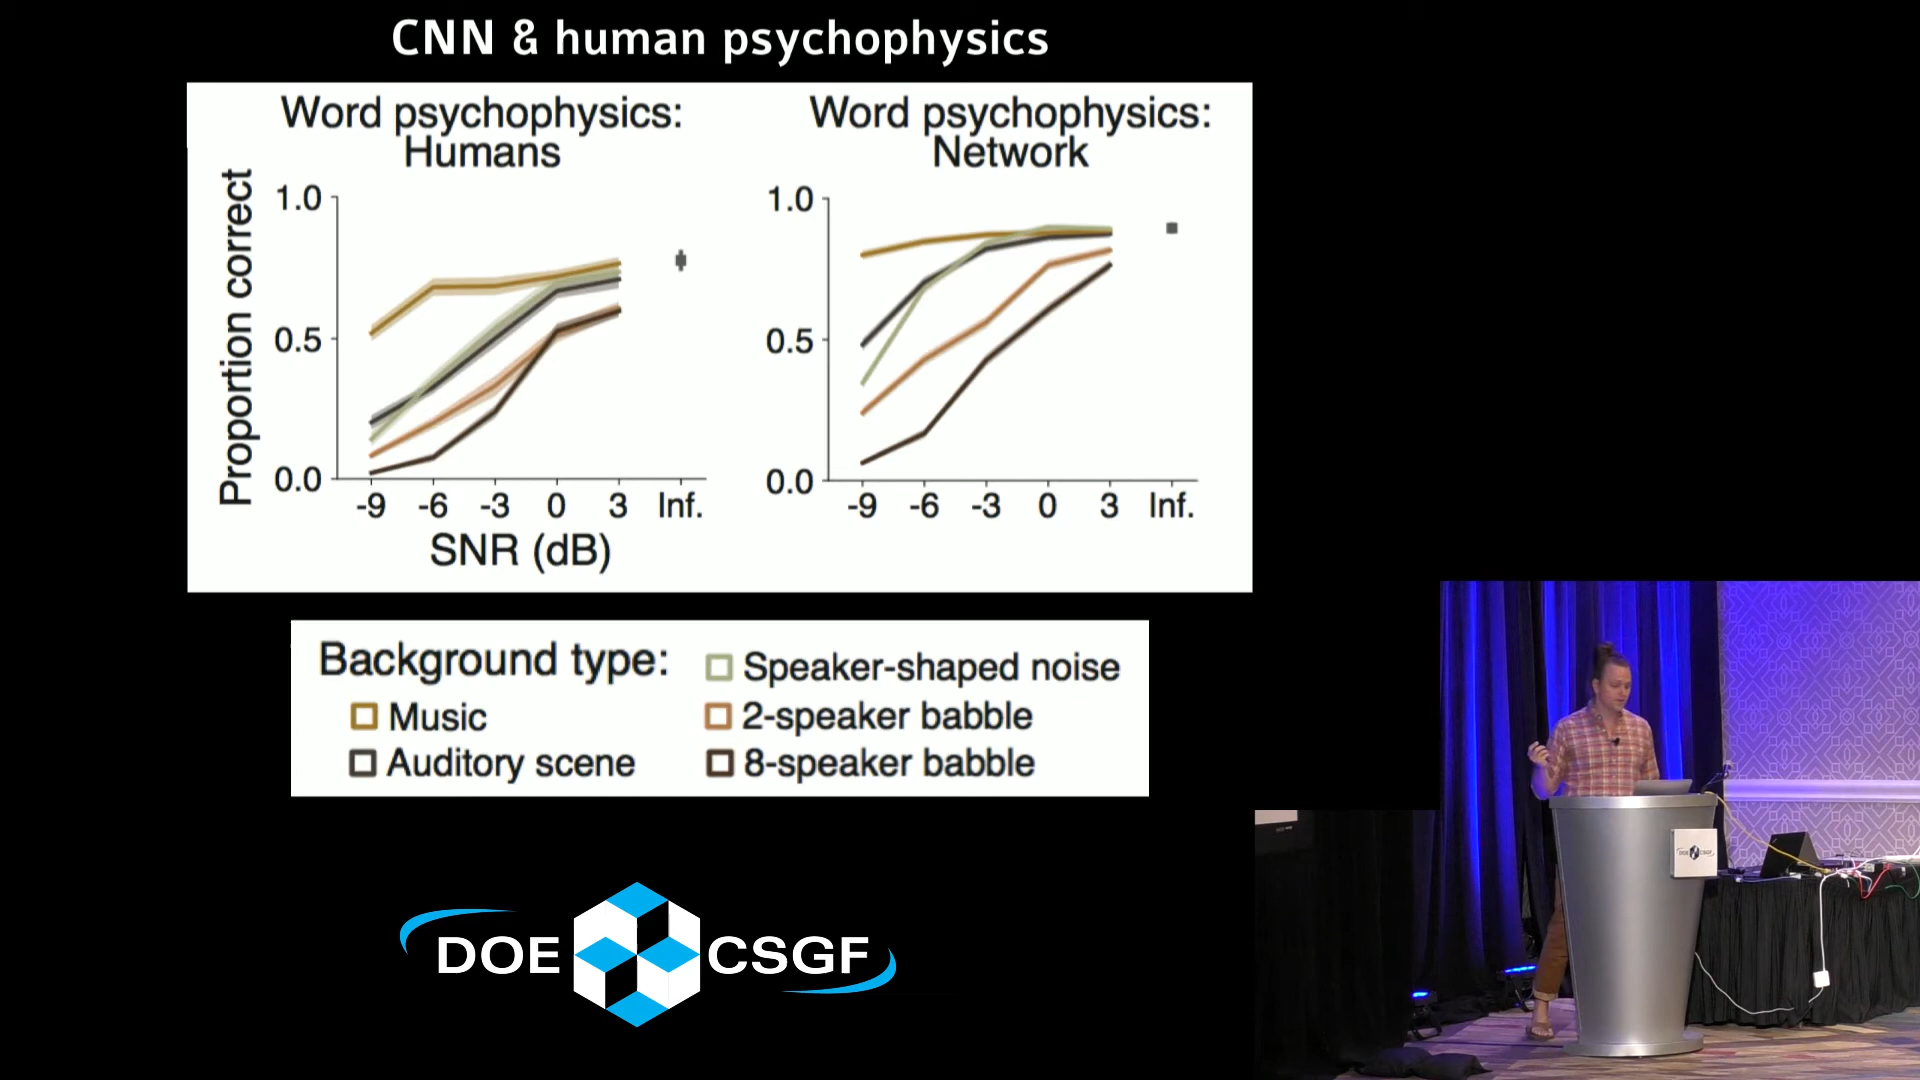 CNN & human psychophysics
Word psychophysics:
Humans
Proportion correct
1.0
0.5
0.0
-9 -6 -3 0 3 Inf.
SNR (dB)
Word psychophysics:
Network
1.0
0.5
0.0
-9 -6 -3 0 3 Inf.
Background type:
Music
Auditory scene
Speaker-shaped noise
2-speaker babble
8-speaker babble
DOE CSGF
DOE CSGF